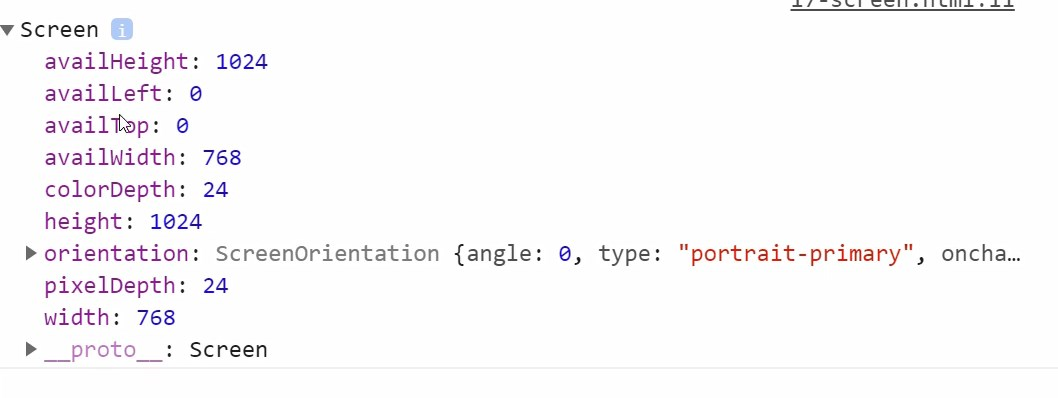 17-screen.html:11
Screen i
availHeight: 1024
availLeft: 0
availTop: 0
availWidth: 768
colorDepth: 24
height: 1024
orientation: ScreenOrientation {angle: 0, type: "portrait-primary", oncha…
pixelDepth: 24
width: 768
__proto__: Screen